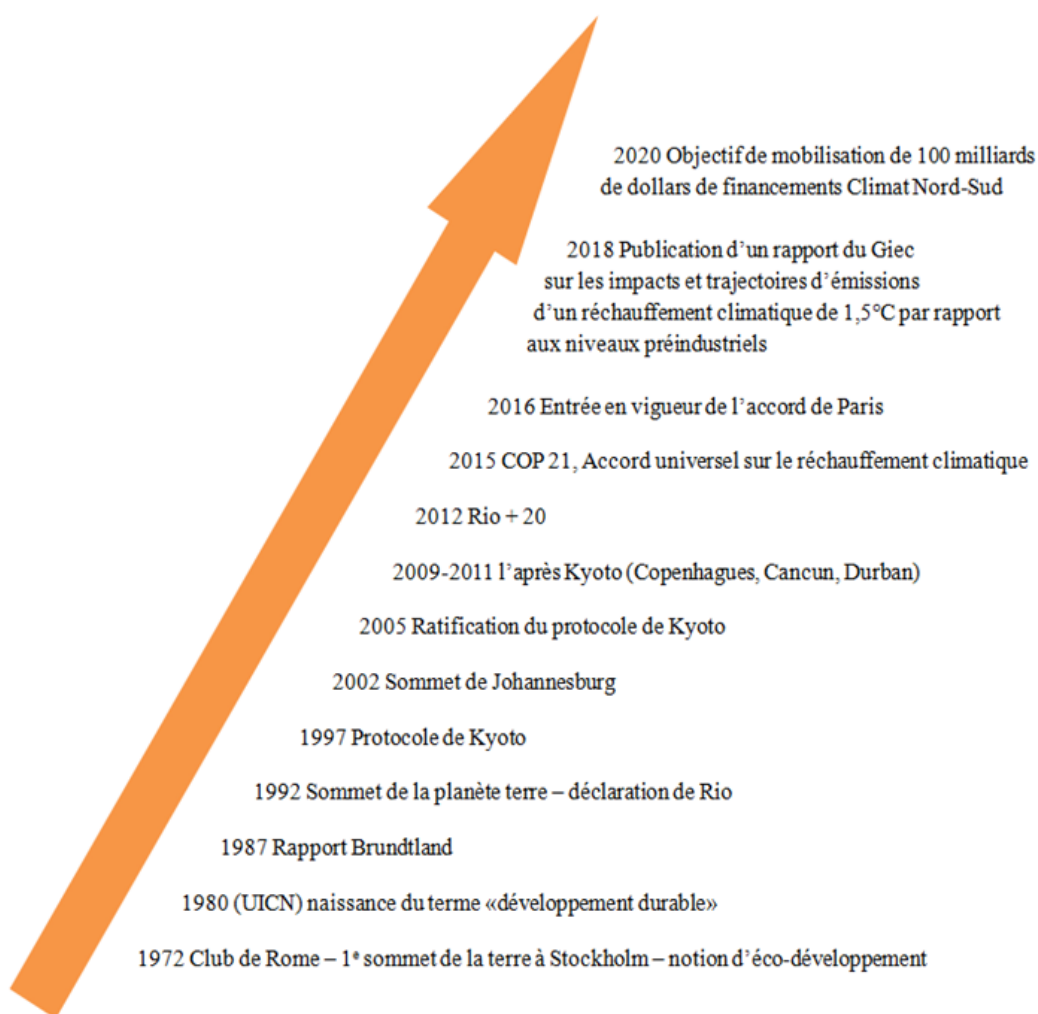 2020 Objectif de mobilisation de 100 milliards
de dollars de financements Climat Nord-Sud
2018 Publication d’un rapport du Giec
sur les impacts et trajectoires d’émissions
d’un réchauffement climatique de 1,5°C par rapport
aux niveaux préindustriels
2016 Entrée en vigueur de l’accord de Paris
2015 COP 21, Accord universel sur le réchauffement climatique
2012 Rio + 20
2009-2011 l’après Kyoto (Copenhagues, Cancun, Durban)
2005 Ratification du protocole de Kyoto
2002 Sommet de Johannesburg
1997 Protocole de Kyoto
1992 Sommet de la planète terre – déclaration de Rio
1987 Rapport Brundtland
1980 (UICN) naissance du terme «développement durable»
1972 Club de Rome – 1ᵉ sommet de la terre à Stockholm – notion d’éco-développement